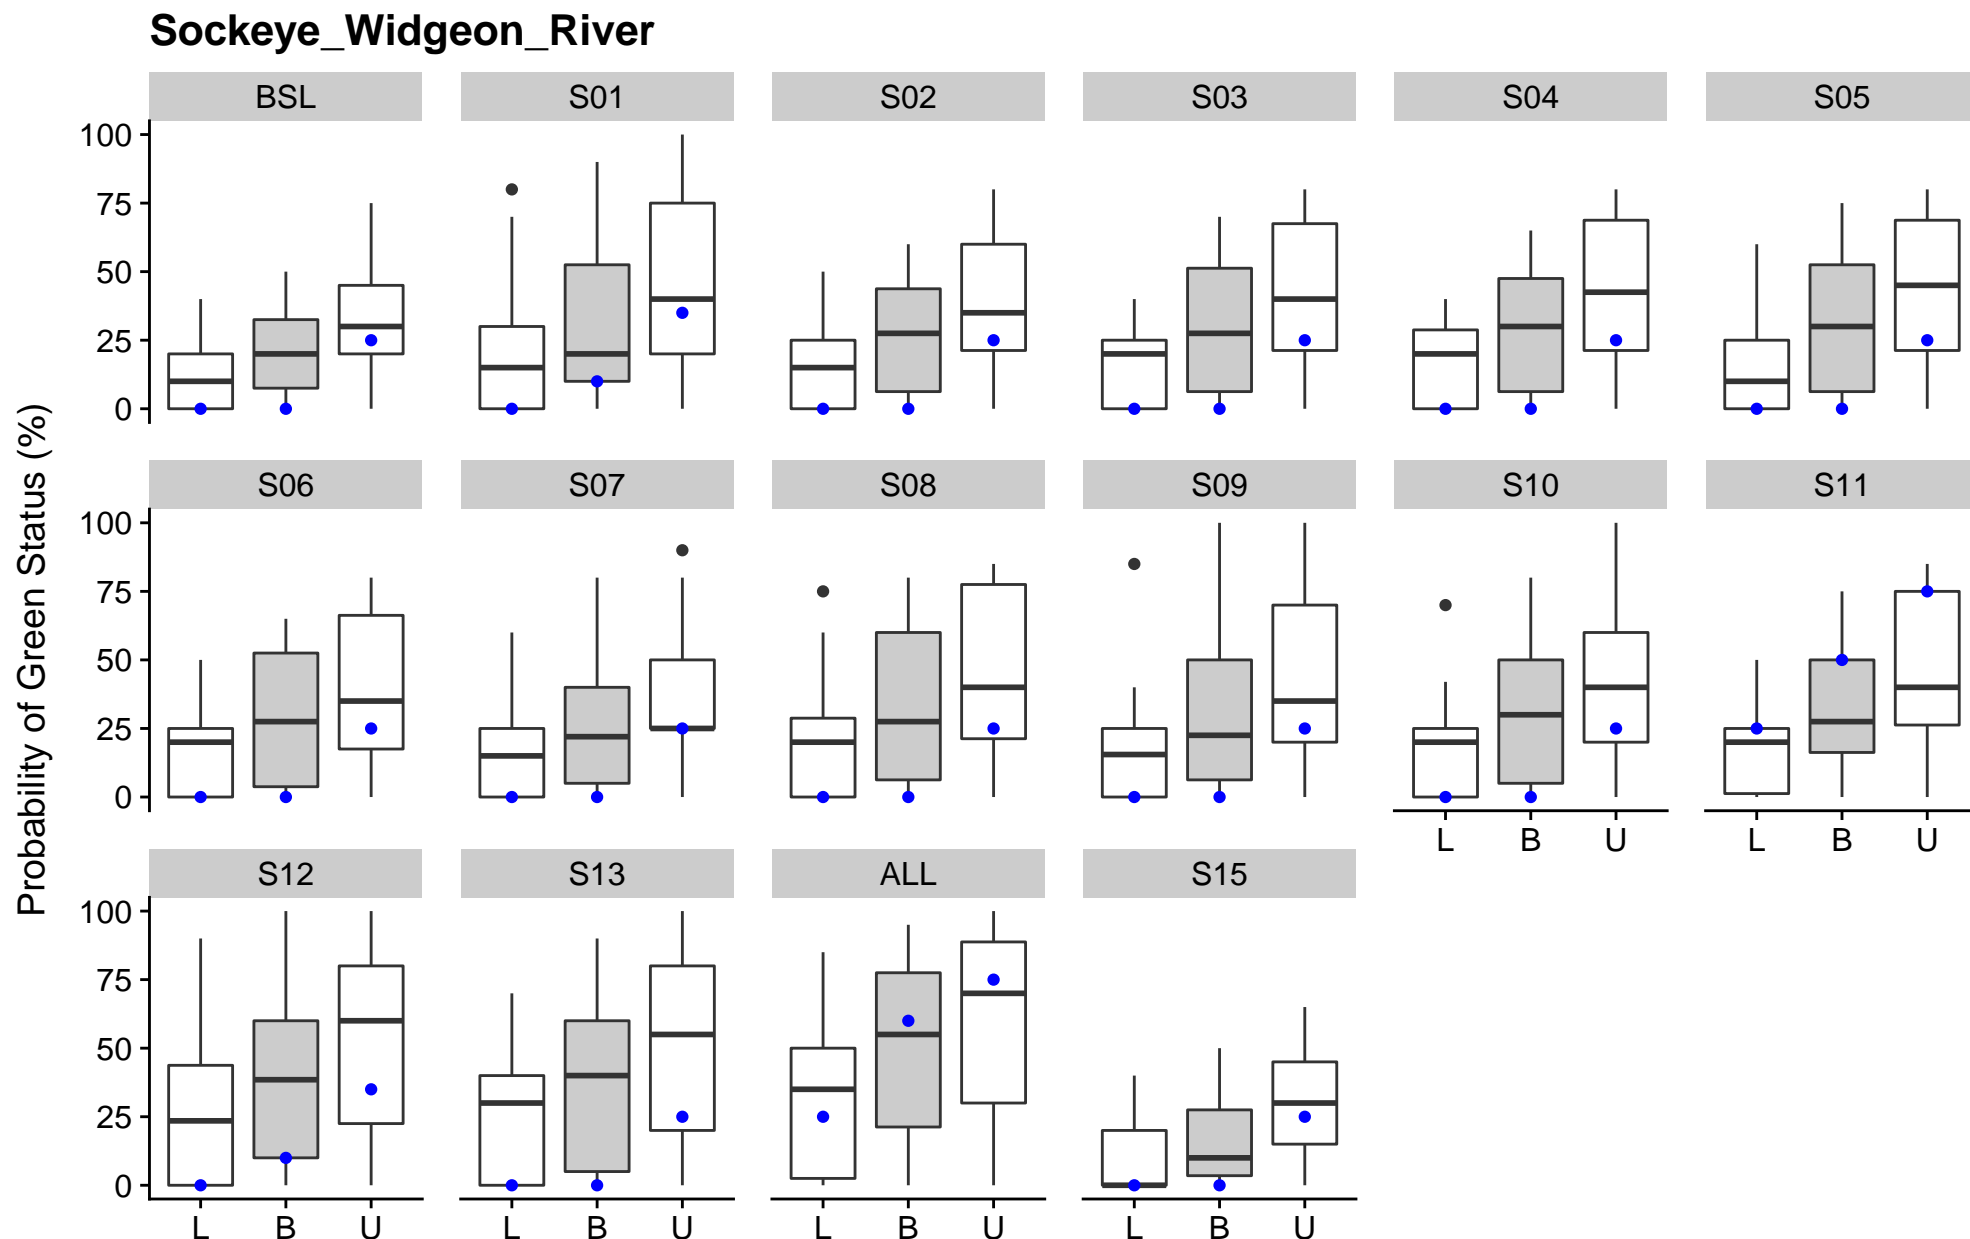 Sockeye_Widgeon_River
BSL S01 S02 S03 S04 S05
100
75
50
25
0
S06 S07 S08 S09 S10 S11
100
75
50
25
0
L B U L B U
S12 S13 ALL S15
100
75
50
25
0
L B U L B U L B U L B U
Probability of Green Status (%)